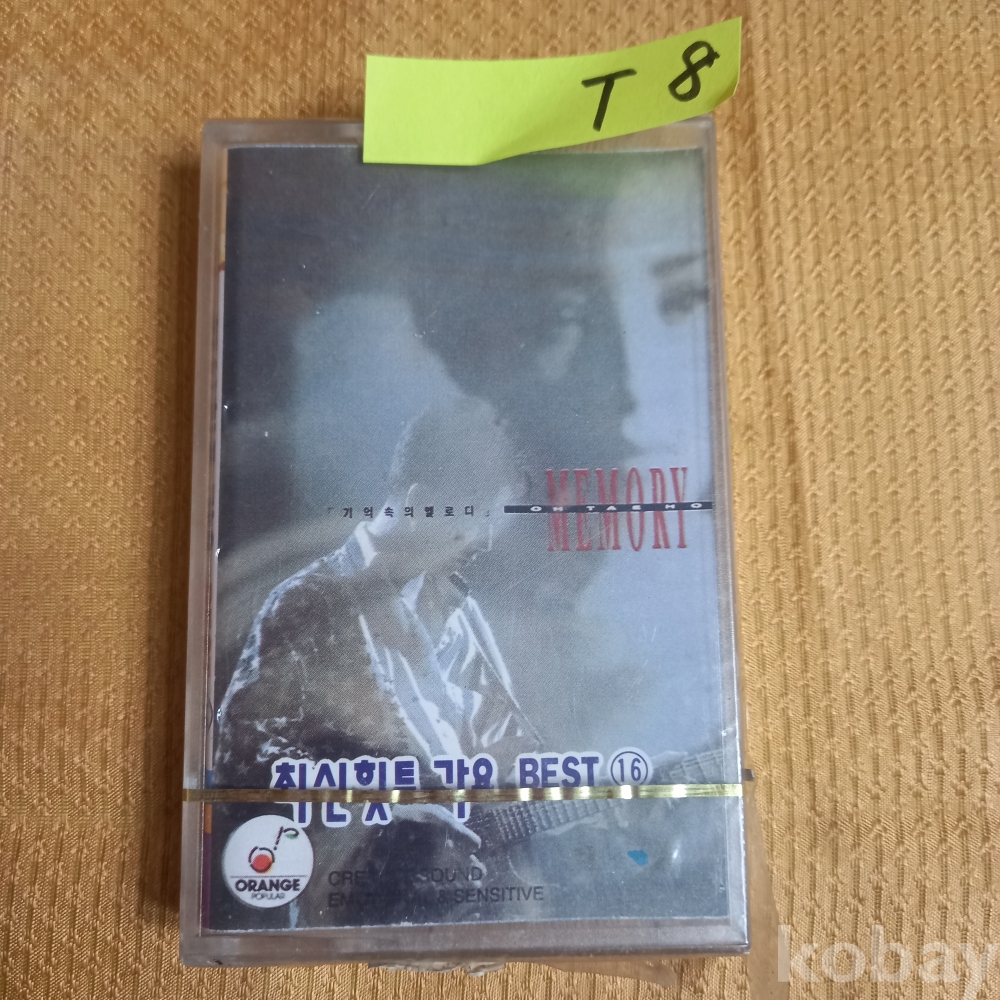 T 8
MEMORY
OH TAE HO
「기억속의멜로디」
최신힛트 가요 BEST ⑯
ORANGE
POPULAR
SOUND
& SENSITIVE
kobay